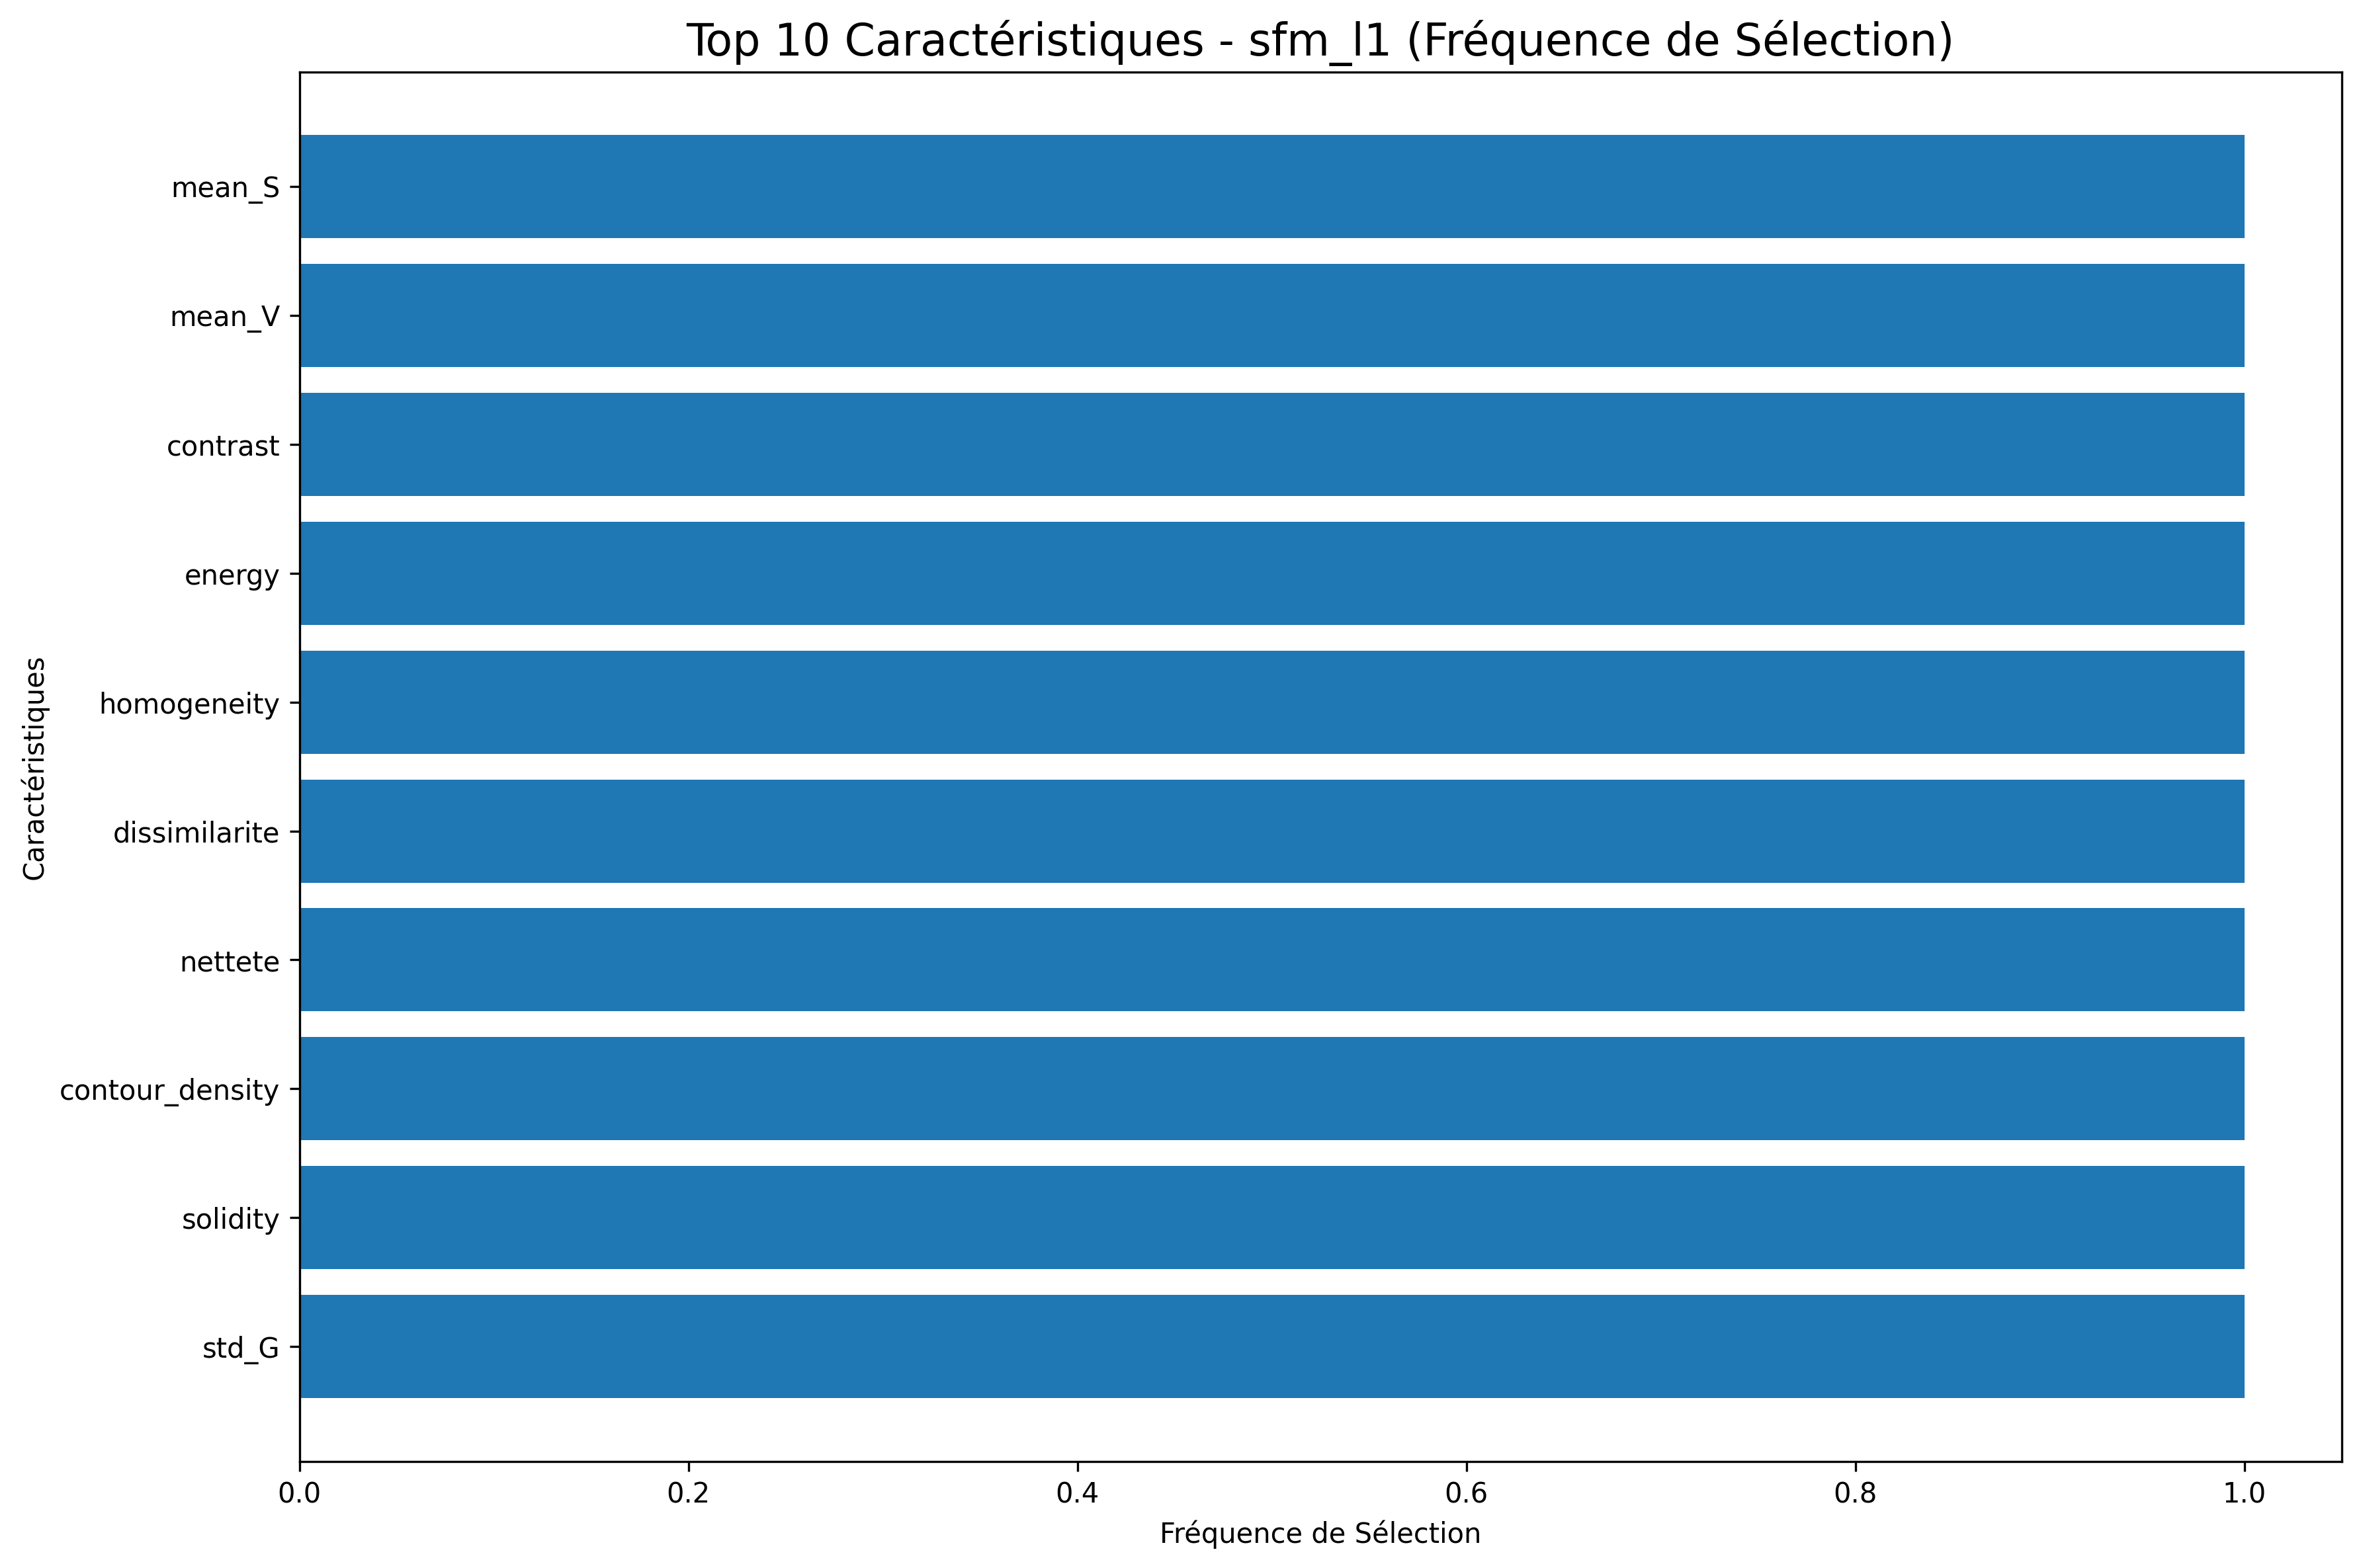 Top 10 Caractéristiques - sfm_l1 (Fréquence de Sélection)
Caractéristiques
mean_S
mean_V
contrast
energy
homogeneity
dissimilarite
nettete
contour_density
solidity
std_G
0.0 0.2 0.4 0.6 0.8 1.0
Fréquence de Sélection